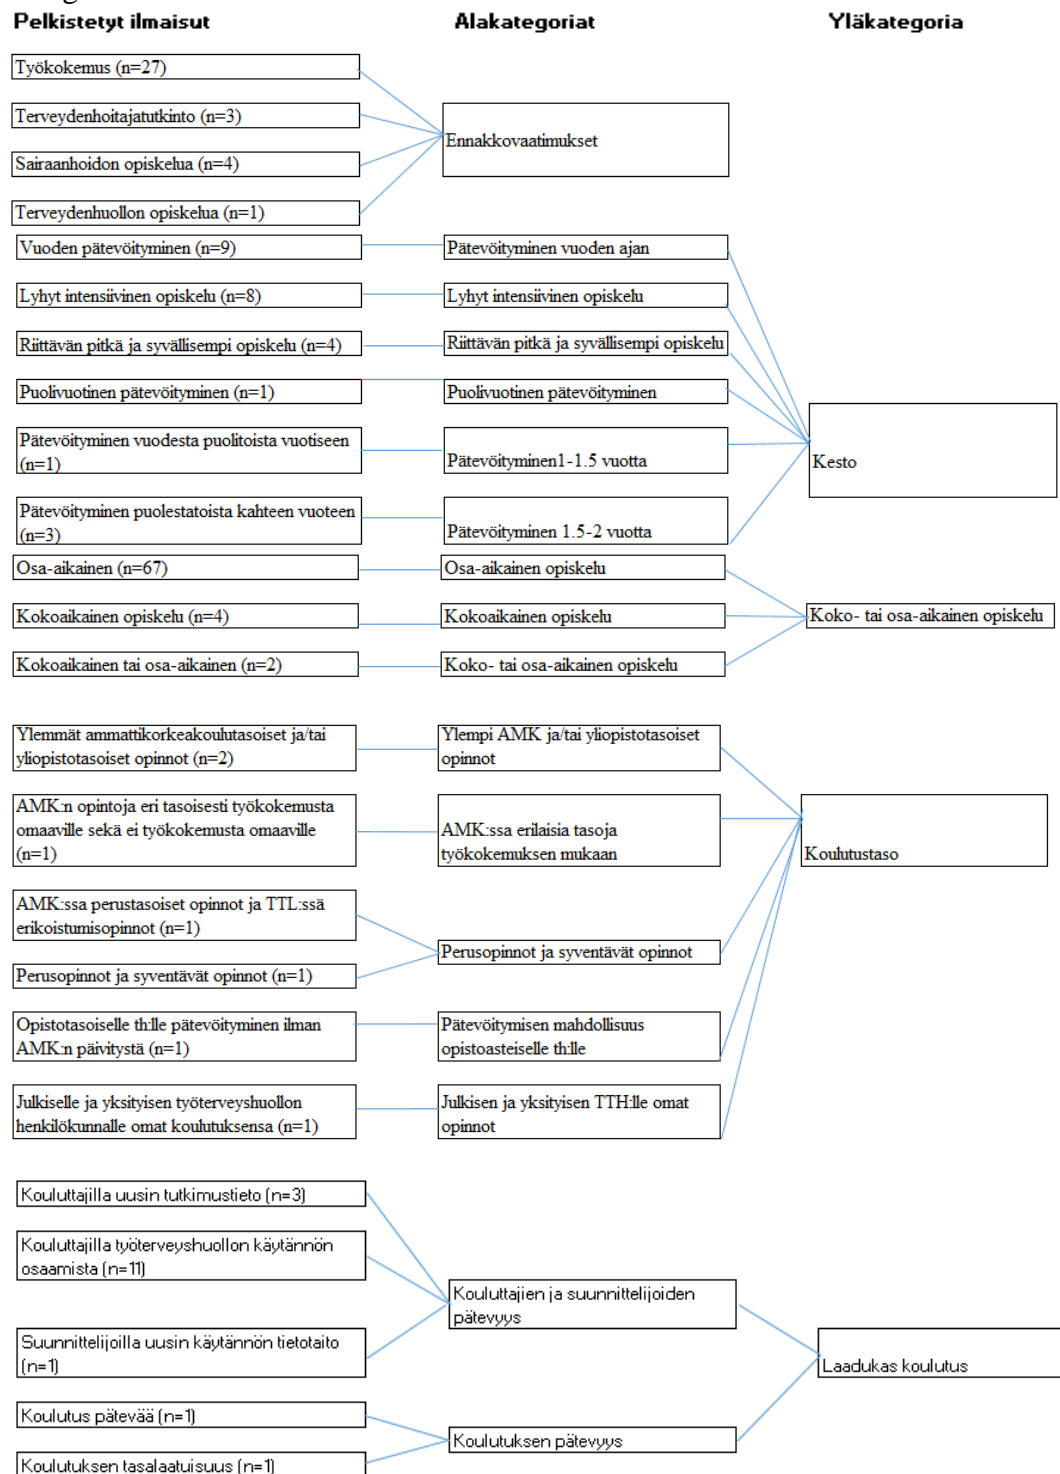 Pelkistetyt ilmaisut
Alakategoriat
Yläkategoria
Työkokemus (n=27)
Terveydenhoitajatutkinto (n=3)
Sairaanhoidon opiskelua (n=4)
Terveydenhuollon opiskelua (n=1)
Ennakkovaatimukset
Vuoden pätevöityminen (n=9)
Pätevöityminen vuoden ajan
Lyhyt intensiivinen opiskelu (n=8)
Lyhyt intensiivinen opiskelu
Riittävän pitkä ja syvällisempi opiskelu (n=4)
Riittävän pitkä ja syvällisempi opiskelu
Puolivuotinen pätevöityminen (n=1)
Puolivuotinen pätevöityminen
Pätevöityminen vuodesta puolitoista vuotiseen
(n=1)
Pätevöityminen1-1.5 vuotta
Pätevöityminen puolestatoista kahteen vuoteen
(n=3)
Pätevöityminen 1.5-2 vuotta
Kesto
Osa-aikainen (n=67)
Osa-aikainen opiskelu
Kokoaikainen opiskelu (n=4)
Kokoaikainen opiskelu
Kokoaikainen tai osa-aikainen (n=2)
Koko- tai osa-aikainen opiskelu
Koko- tai osa-aikainen opiskelu
Ylemmät ammattikorkeakoulutasoiset ja/tai
yliopistotasoiset opinnot (n=2)
Ylempi AMK ja/tai yliopistotasoiset
opinnot
AMK:n opintoja eri tasoisesti työkokemusta
omaaville sekä ei työkokemusta omaaville
(n=1)
AMK:ssa erilaisia tasoja
työkokemuksen mukaan
Koulutustaso
AMK:ssa perustasoiset opinnot ja TTL:ssä
erikoistumisopinnot (n=1)
Perusopinnot ja syventävät opinnot (n=1)
Perusopinnot ja syventävät opinnot
Opistotasoiselle th:lle pätevöityminen ilman
AMK:n päivitystä (n=1)
Pätevöitymisen mahdollisuus
opistoasteiselle th:lle
Julkiselle ja yksityisen työterveyshuollon
henkilökunnalle omat koulutuksensa (n=1)
Julkisen ja yksityisen TTH:lle omat
opinnot
Kouluttajilla uusin tutkimustieto (n=3)
Kouluttajilla työterveyshuollon käytännön
osaamista (n=11)
Suunnittelijoilla uusin käytännön tietotaito
(n=1)
Kouluttajien ja suunnittelijoiden
pätevyys
Laadukas koulutus
Koulutus pätevää (n=1)
Koulutuksen tasalaatuisuus (n=1)
Koulutuksen pätevyys